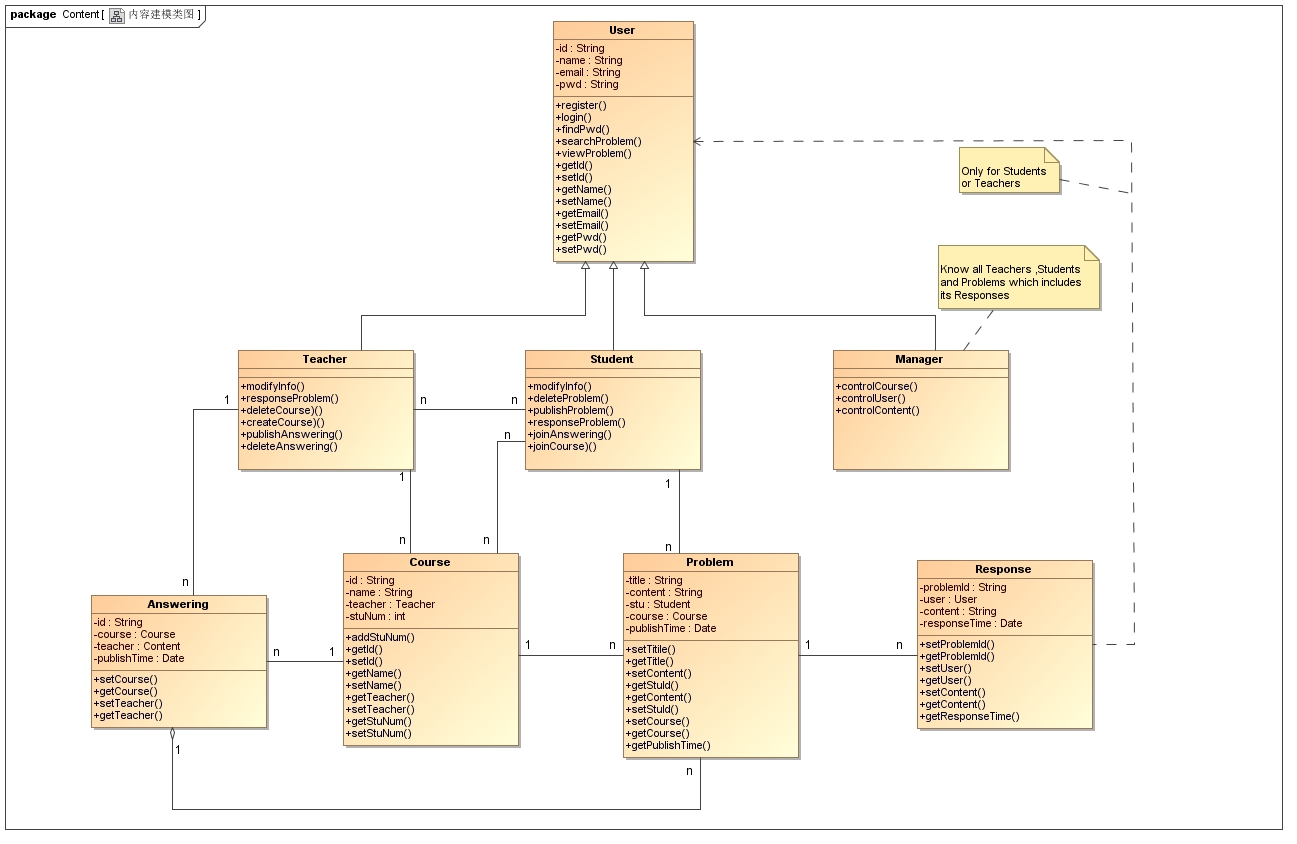 package Content[ 内容建模类图 ]
User
-id : String
-name : String
-email : String
-pwd : String
+register()
+login()
+findPwd()
+searchProblem()
+viewProblem()
+getId()
+setId()
+getName()
+setName()
+getEmail()
+setEmail()
+getPwd()
+setPwd()
Only for Students
or Teachers
Know all Teachers ,Students
and Problems which includes
its Responses
Teacher
+modifyInfo()
+responseProblem()
+deleteCourse)()
+createCourse)()
+publishAnswering()
+deleteAnswering()
Student
+modifyInfo()
+deleteProblem()
+publishProblem()
+responseProblem()
+joinAnswering()
+joinCourse)()
Manager
+controlCourse()
+controlUser()
+controlContent()
1
n
n
n
1
1
n
n
n
n
Answering
-id : String
-course : Course
-teacher : Content
-publishTime : Date
+setCourse()
+getCourse()
+setTeacher()
+getTeacher()
n
1
Course
-id : String
-name : String
-teacher : Teacher
-stuNum : int
+addStuNum()
+getId()
+setId()
+getName()
+setName()
+getTeacher()
+setTeacher()
+getStuNum()
+setStuNum()
1
n
Problem
-title : String
-content : String
-stu : Student
-course : Course
-publishTime : Date
+setTitile()
+getTitle()
+setContent()
+getStuId()
+getContent()
+setStuId()
+setCourse()
+getCourse()
+getPublishTime()
1
n
Response
-problemId : String
-user : User
-content : String
-responseTime : Date
+setProblemId()
+getProblemId()
+setUser()
+getUser()
+setContent()
+getContent()
+getResponseTime()
1
n